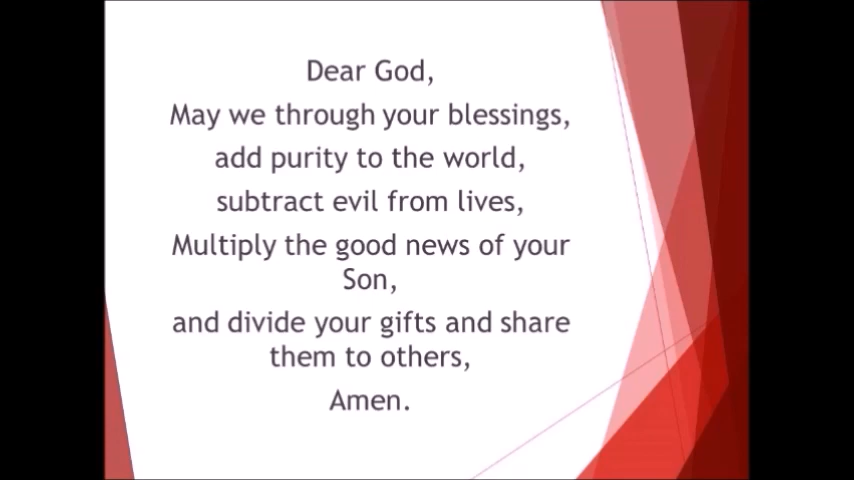 Dear God,
May we through your blessings,
add purity to the world,
subtract evil from lives,
Multiply the good news of your
Son,
and divide your gifts and share
them to others,
Amen.